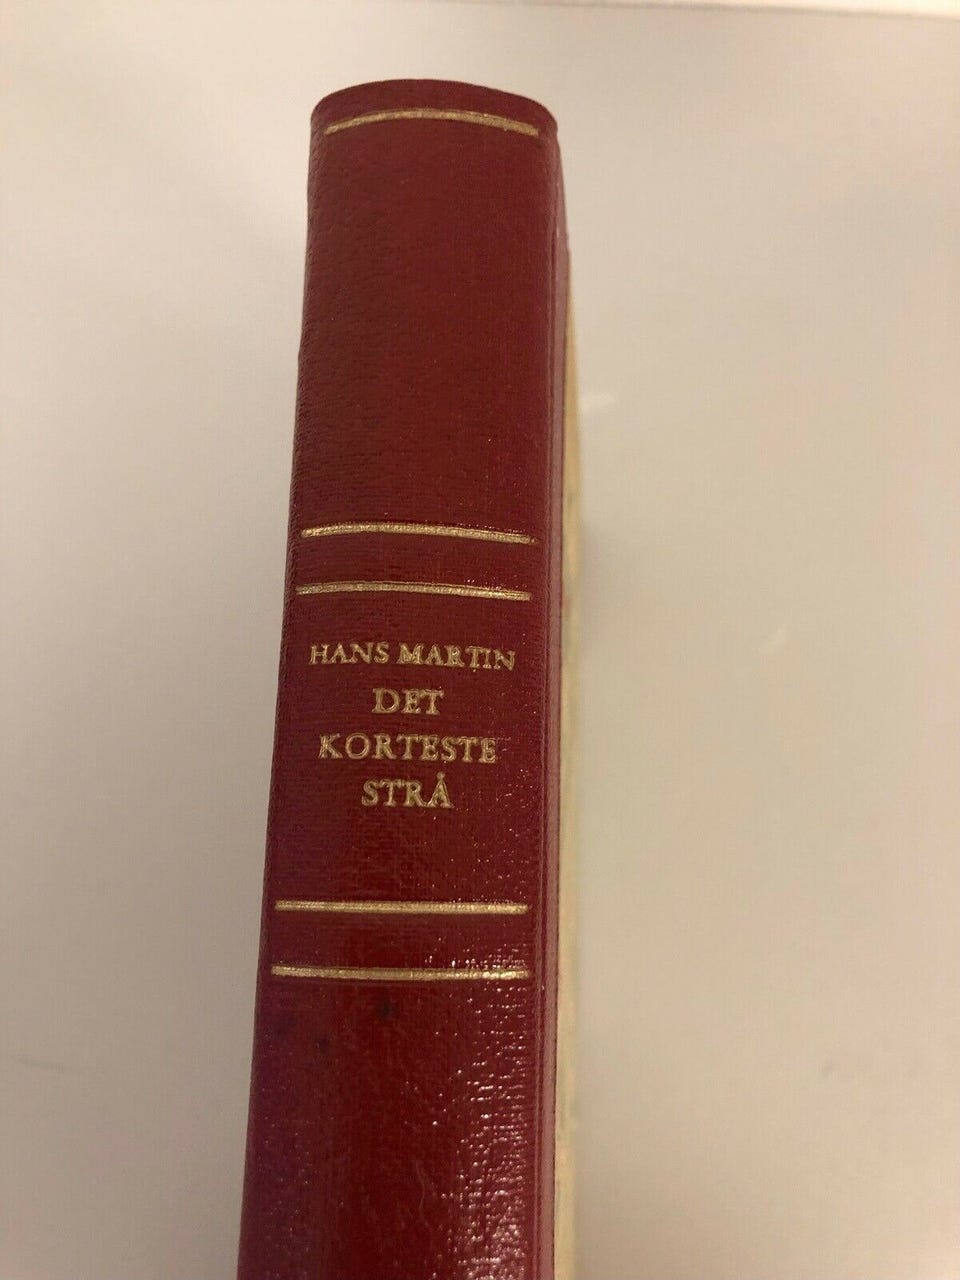 HANS MARTIN
DET
KORTESTE
STRÅ